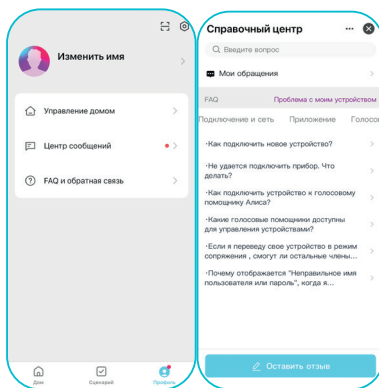 Изменить имя
Управление домом
Центр сообщений
FAQ и обратная связь
Дом
Сценарий
Профиль
Справочный центр
Введите вопрос
Мои обращения
FAQ
Проблема с моим устройством
Подключение и сеть
Приложение
Голосо
·Как подключить новое устройство?
·Не удается подключить прибор. Что
делать?
·Как подключить устройство к голосовому
помощнику Алиса?
·Какие голосовые помощники доступны
для управления устройствами?
·Если я переведу свое устройство в режим
сопряжения , смогут ли остальные члены...
·Почему отображается "Неправильное имя
пользователя или пароль", когда я...
Оставить отзыв